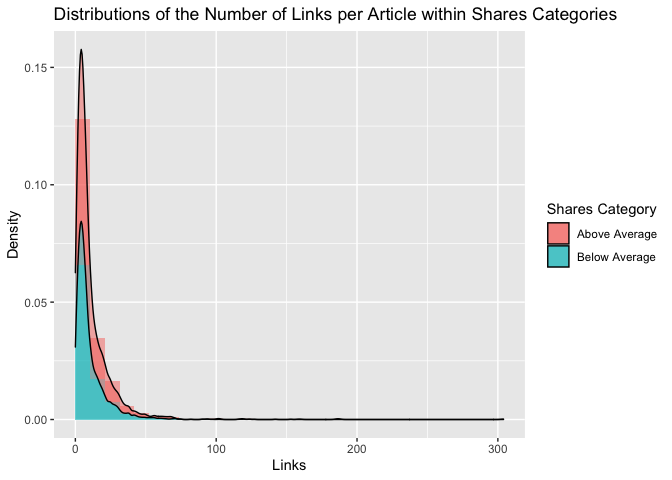 Distributions of the Number of Links per Article within Shares Categories
Density
0.15
0.10
0.05
0.00
0
100
200
300
Links
Shares Category
Above Average
Below Average